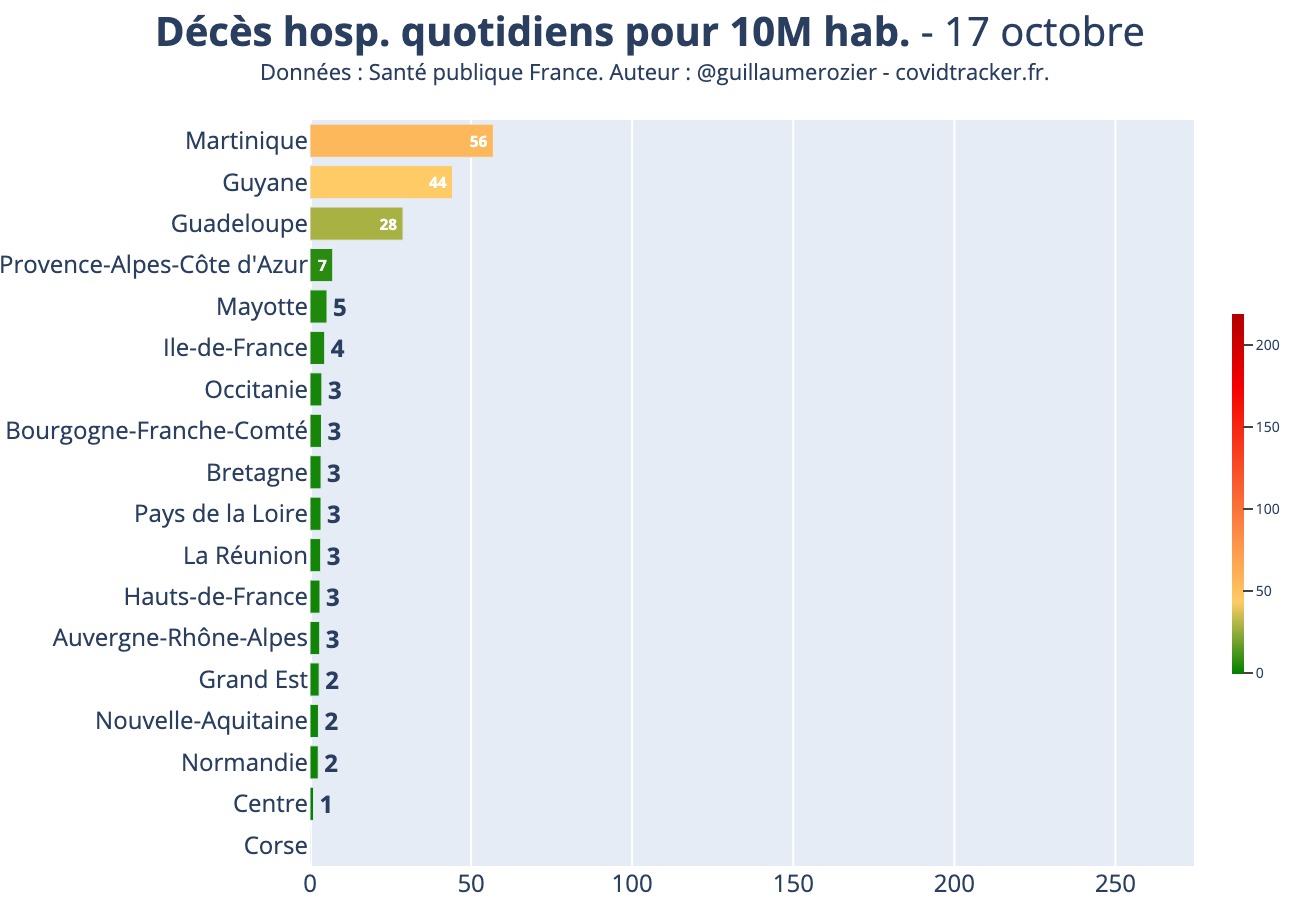 Décès hosp. quotidiens pour 10M hab. - 17 octobre
Données : Santé publique France. Auteur : @guillaumerozier - covidtracker.fr.
Martinique 56
Guyane 44
Guadeloupe 28
Provence-Alpes-Côte d'Azur 7
Mayotte 5
Ile-de-France 4
Occitanie 3
Bourgogne-Franche-Comté 3
Bretagne 3
Pays de la Loire 3
La Réunion 3
Hauts-de-France 3
Auvergne-Rhône-Alpes 3
Grand Est 2
Nouvelle-Aquitaine 2
Normandie 2
Centre 1
Corse
0 50 100 150 200 250
200
150
100
50
0